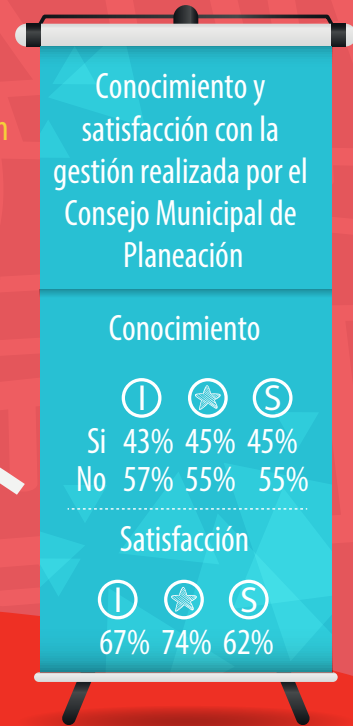 n
Conocimiento y
satisfacción con la
gestión realizada por el
Consejo Municipal de
Planeación
Conocimiento
I S
Si 43% 45% 45%
No 57% 55% 55%
Satisfacción
I S
67% 74% 62%